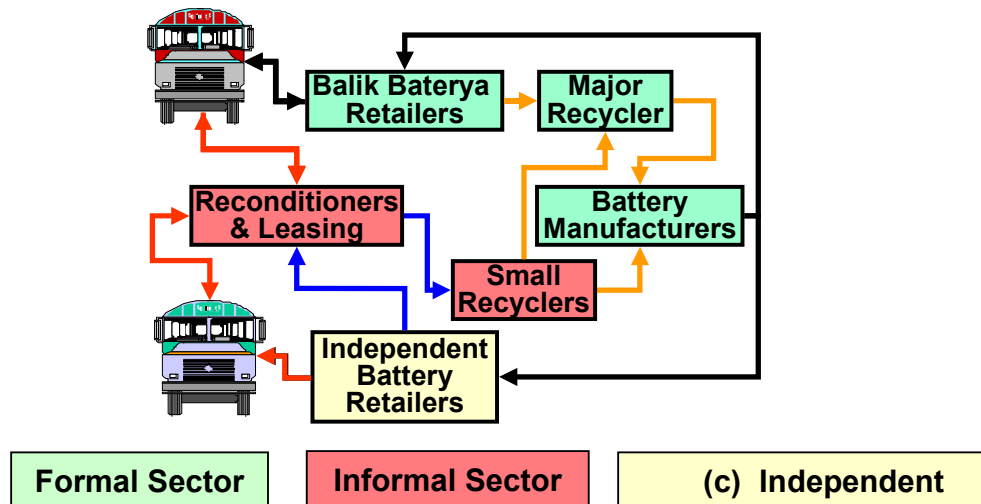 Balik Baterya
Retailers
Major
Recycler
Reconditioners
& Leasing
Battery
Manufacturers
Small
Recyclers
Independent
Battery
Retailers
Formal Sector
Informal Sector
(c) Independent